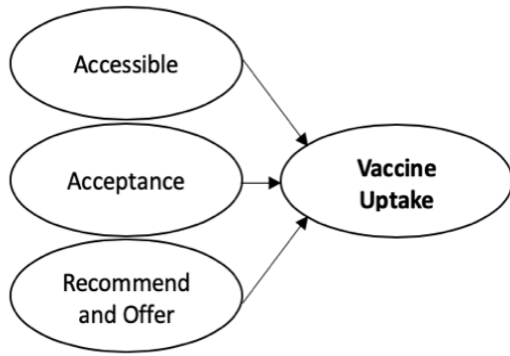 Accessible
Acceptance
Recommend
and Offer
Vaccine
Uptake